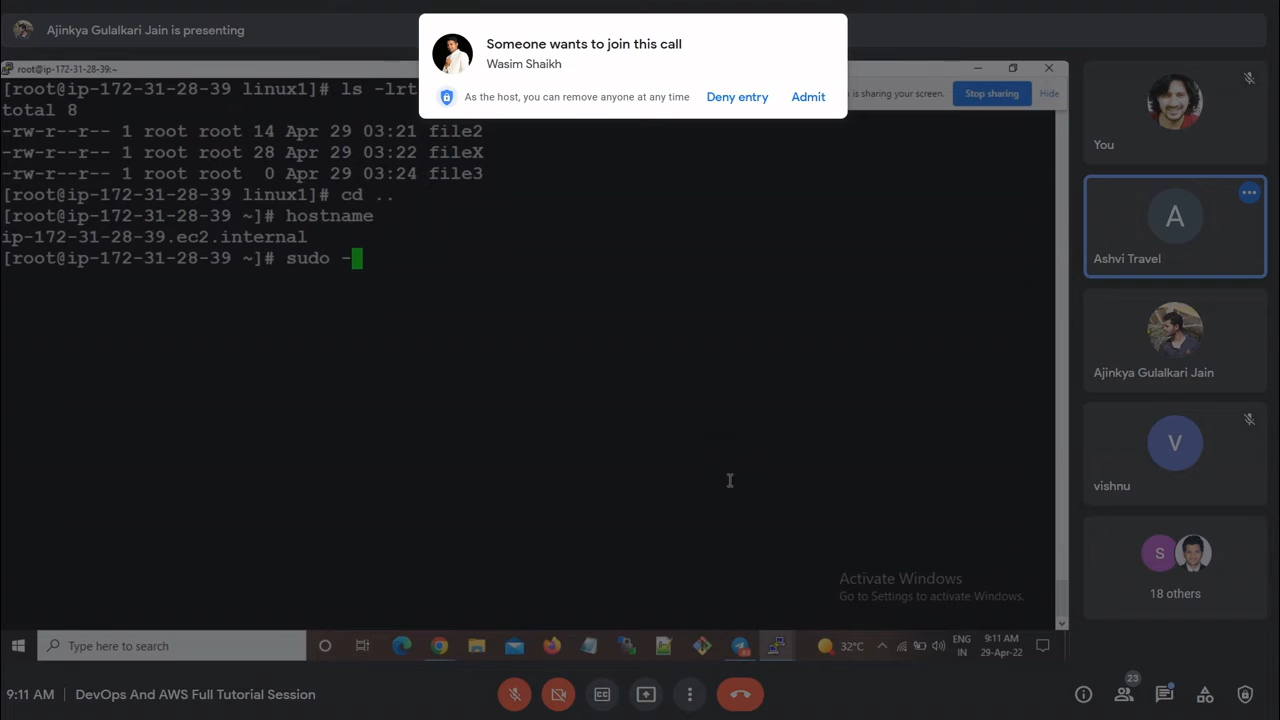 Ajinkya Gulalkari Jain is presenting
Someone wants to join this call
Wasim Shaikh
As the host, you can remove anyone at any time
Deny entry
Admit
root@ip-172-31-28-39:~
is sharing your screen.
Stop sharing
Hide
[root@ip-172-31-28-39 linux1]# ls -lrt
total 8
-rw-r--r-- 1 root root 14 Apr 29 03:21 file2
-rw-r--r-- 1 root root 28 Apr 29 03:22 fileX
-rw-r--r-- 1 root root  0 Apr 29 03:24 file3
[root@ip-172-31-28-39 linux1]# cd ..
[root@ip-172-31-28-39 ~]# hostname
ip-172-31-28-39.ec2.internal
[root@ip-172-31-28-39 ~]# sudo -
You
A
Ashvi Travel
Ajinkya Gulalkari Jain
V
vishnu
S
18 others
Activate Windows
Go to Settings to activate Windows.
Type here to search
32°C
ENG
IN
9:11 AM
29-Apr-22
9:11 AM | DevOps And AWS Full Tutorial Session
23